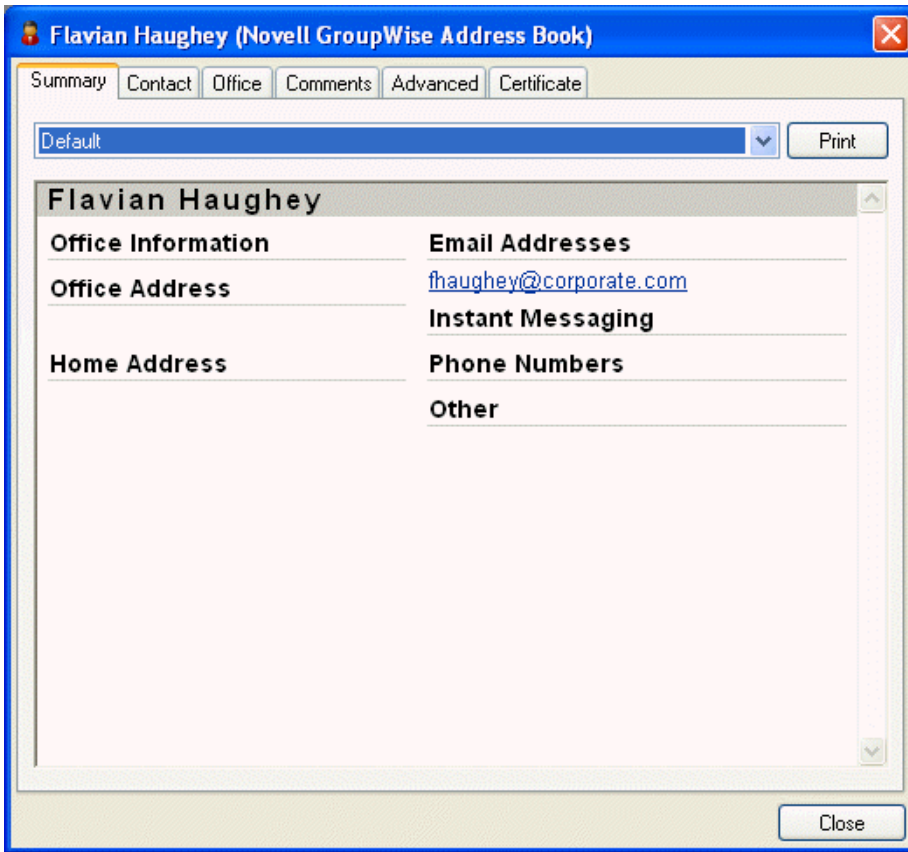 Flavian Haughey (Novell GroupWise Address Book)
Summary Contact Office Comments Advanced Certificate
Default Print
Flavian Haughey
Office Information
Office Address
Home Address
Email Addresses
fhaughey@corporate.com
Instant Messaging
Phone Numbers
Other
Close